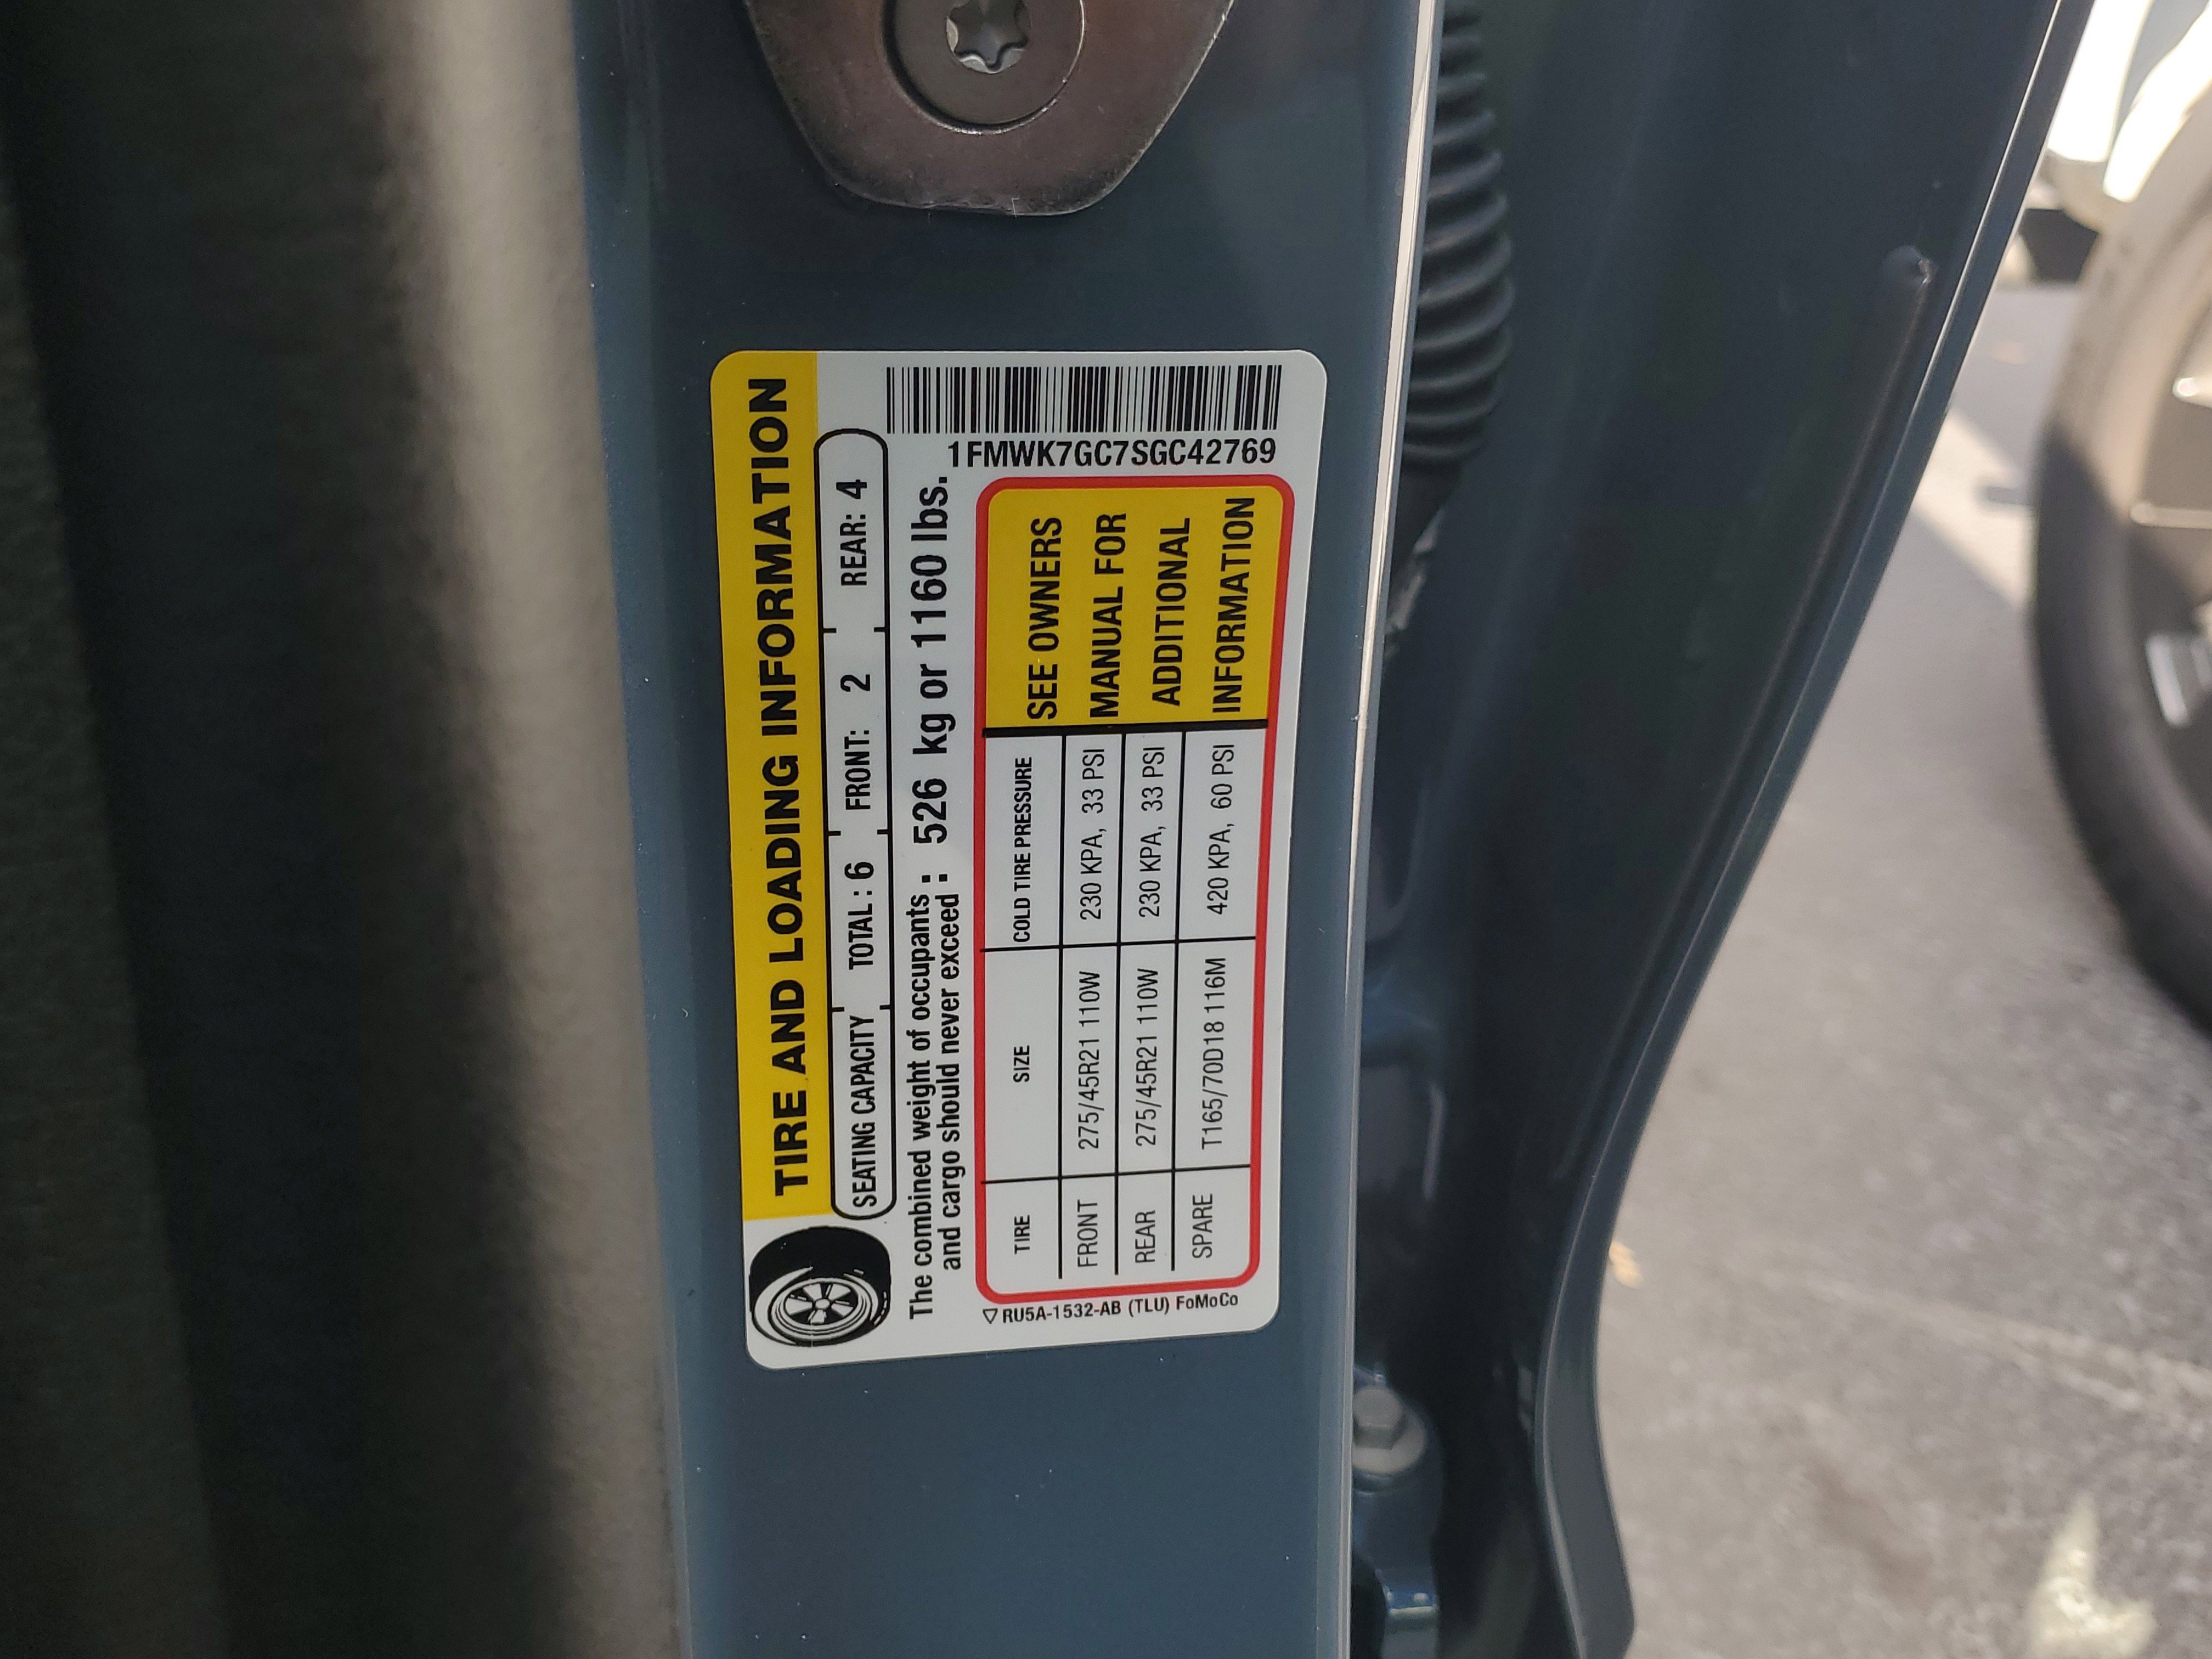 TIRE AND LOADING INFORMATION
SEATING CAPACITY TOTAL : 6 FRONT: 2 REAR: 4
The combined weight of occupants
and cargo should never exceed : 526 kg or 1160 lbs.
1FMWK7GC7SGC42769
TIRE SIZE COLD TIRE PRESSURE
FRONT 275/45R21 110W 230 KPA, 33 PSI
REAR 275/45R21 110W 230 KPA, 33 PSI
SPARE T165/70D18 116M 420 KPA, 60 PSI
SEE OWNERS
MANUAL FOR
ADDITIONAL
INFORMATION
RU5A-1532-AB (TLU) FoMoCo